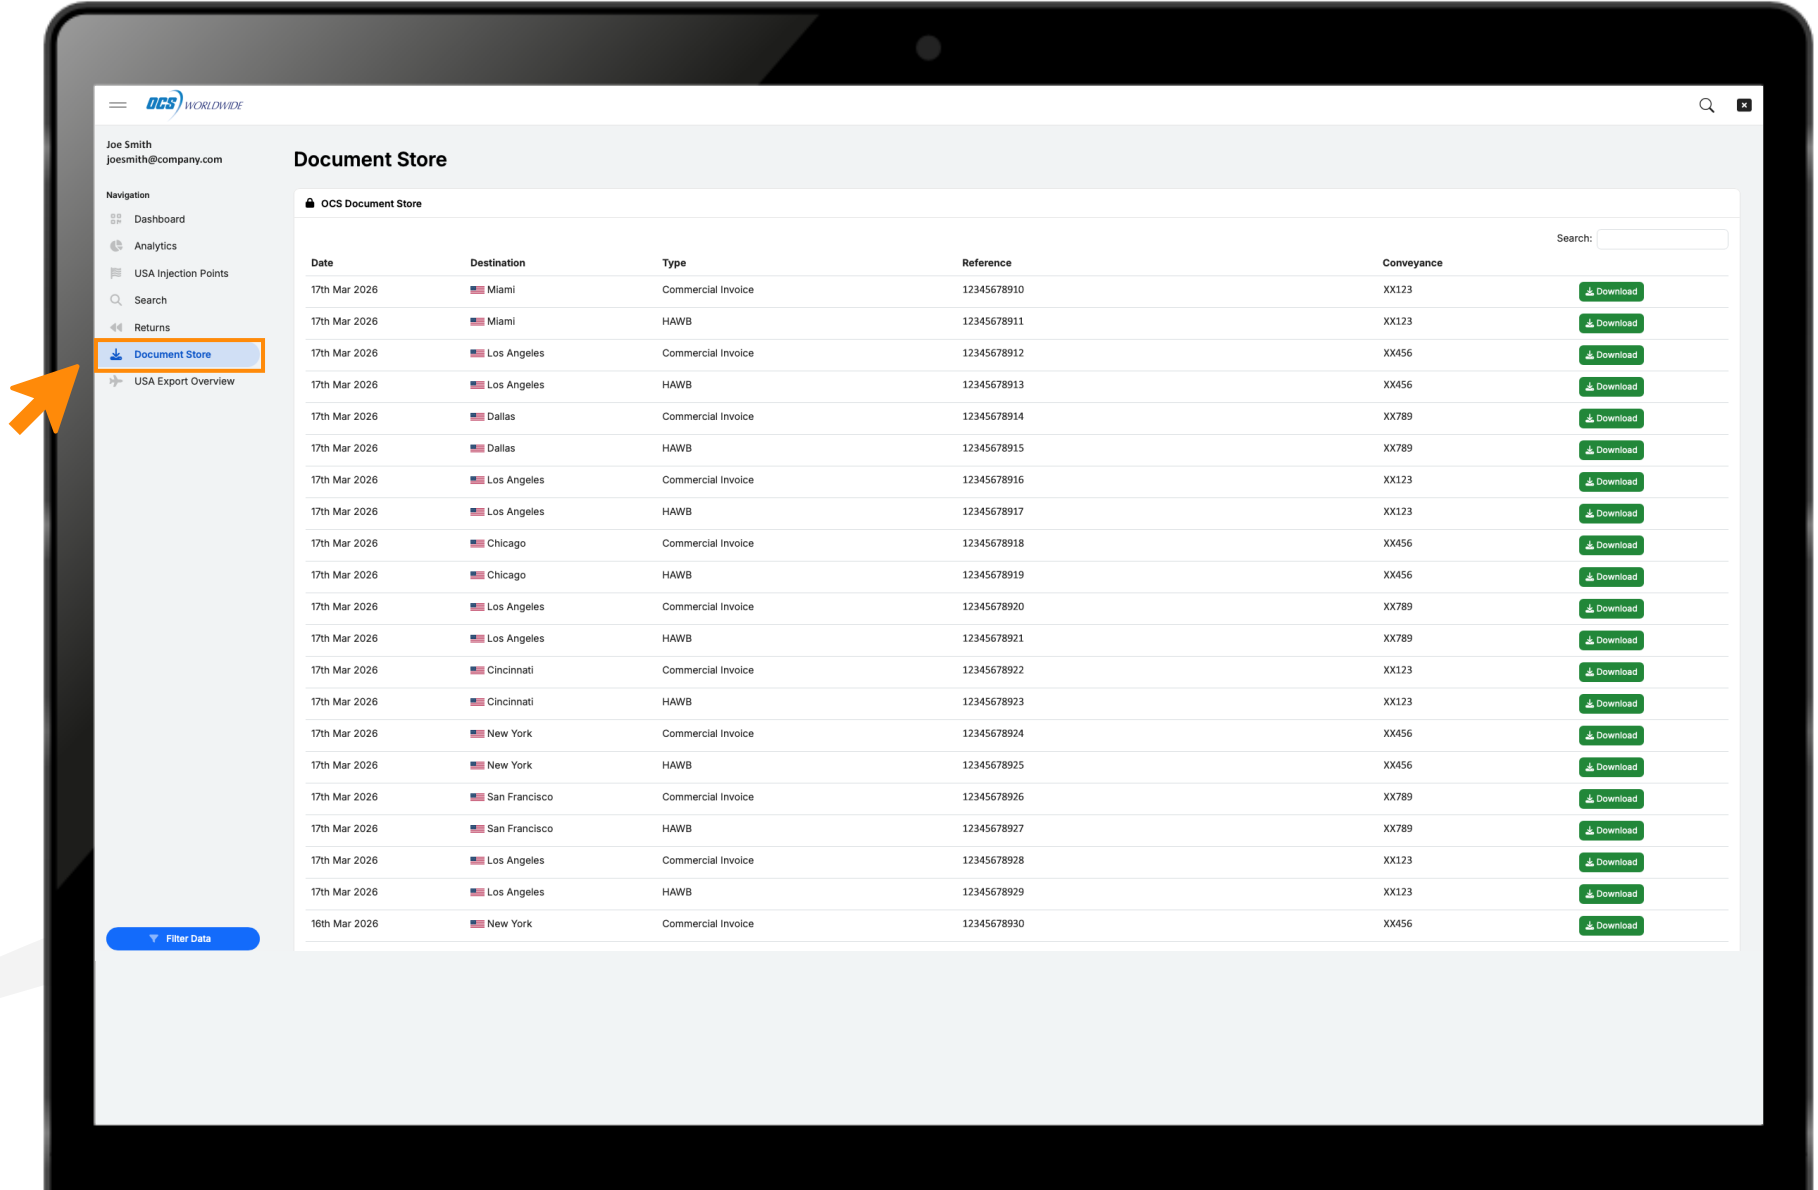 OCS WORLDWIDE
Joe Smith
joesmith@company.com
Navigation
Dashboard
Analytics
USA Injection Points
Search
Returns
Document Store
USA Export Overview
Filter Data
Document Store
OCS Document Store
Search:
Date Destination Type Reference Conveyance
17th Mar 2026 Miami Commercial Invoice 12345678910 XX123 Download
17th Mar 2026 Miami HAWB 12345678911 XX123 Download
17th Mar 2026 Los Angeles Commercial Invoice 12345678912 XX456 Download
17th Mar 2026 Los Angeles HAWB 12345678913 XX456 Download
17th Mar 2026 Dallas Commercial Invoice 12345678914 XX789 Download
17th Mar 2026 Dallas HAWB 12345678915 XX789 Download
17th Mar 2026 Los Angeles Commercial Invoice 12345678916 XX123 Download
17th Mar 2026 Los Angeles HAWB 12345678917 XX123 Download
17th Mar 2026 Chicago Commercial Invoice 12345678918 XX456 Download
17th Mar 2026 Chicago HAWB 12345678919 XX456 Download
17th Mar 2026 Los Angeles Commercial Invoice 12345678920 XX789 Download
17th Mar 2026 Los Angeles HAWB 12345678921 XX789 Download
17th Mar 2026 Cincinnati Commercial Invoice 12345678922 XX123 Download
17th Mar 2026 Cincinnati HAWB 12345678923 XX123 Download
17th Mar 2026 New York Commercial Invoice 12345678924 XX456 Download
17th Mar 2026 New York HAWB 12345678925 XX456 Download
17th Mar 2026 San Francisco Commercial Invoice 12345678926 XX789 Download
17th Mar 2026 San Francisco HAWB 12345678927 XX789 Download
17th Mar 2026 Los Angeles Commercial Invoice 12345678928 XX123 Download
17th Mar 2026 Los Angeles HAWB 12345678929 XX123 Download
16th Mar 2026 New York Commercial Invoice 12345678930 XX456 Download